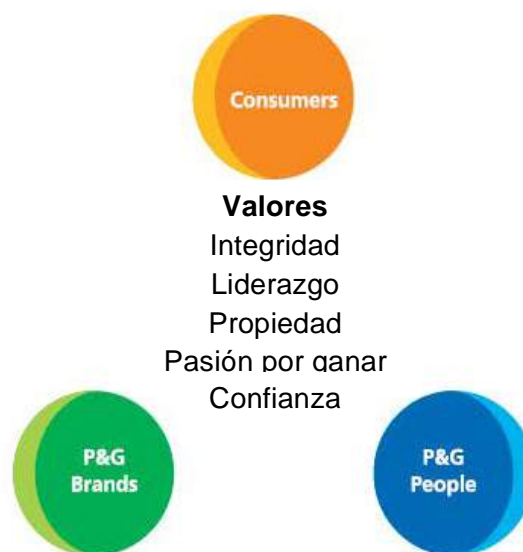 Consumers
Valores
Integridad
Liderazgo
Propiedad
Pasión por ganar
Confianza
P&G
Brands
P&G
People